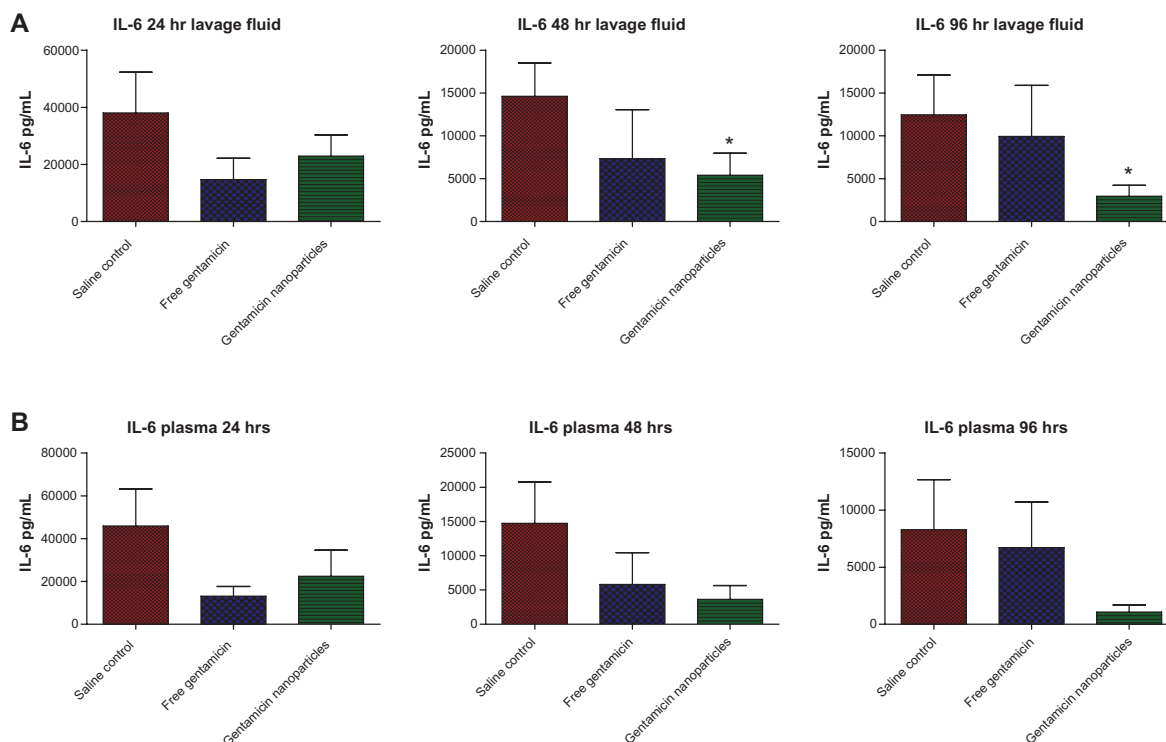 A
IL-6 24 hr lavage fluid
IL-6 pg/mL
60000
40000
20000
0
Saline control
Free gentamicin
Gentamicin nanoparticles
IL-6 48 hr lavage fluid
IL-6 pg/mL
20000
15000
10000
5000
0
*
Saline control
Free gentamicin
Gentamicin nanoparticles
IL-6 96 hr lavage fluid
IL-6 pg/mL
20000
15000
10000
5000
0
*
Saline control
Free gentamicin
Gentamicin nanoparticles
B
IL-6 plasma 24 hrs
IL-6 pg/mL
80000
60000
40000
20000
0
Saline control
Free gentamicin
Gentamicin nanoparticles
IL-6 plasma 48 hrs
IL-6 pg/mL
25000
20000
15000
10000
5000
0
Saline control
Free gentamicin
Gentamicin nanoparticles
IL-6 plasma 96 hrs
IL-6 pg/mL
15000
10000
5000
0
Saline control
Free gentamicin
Gentamicin nanoparticles